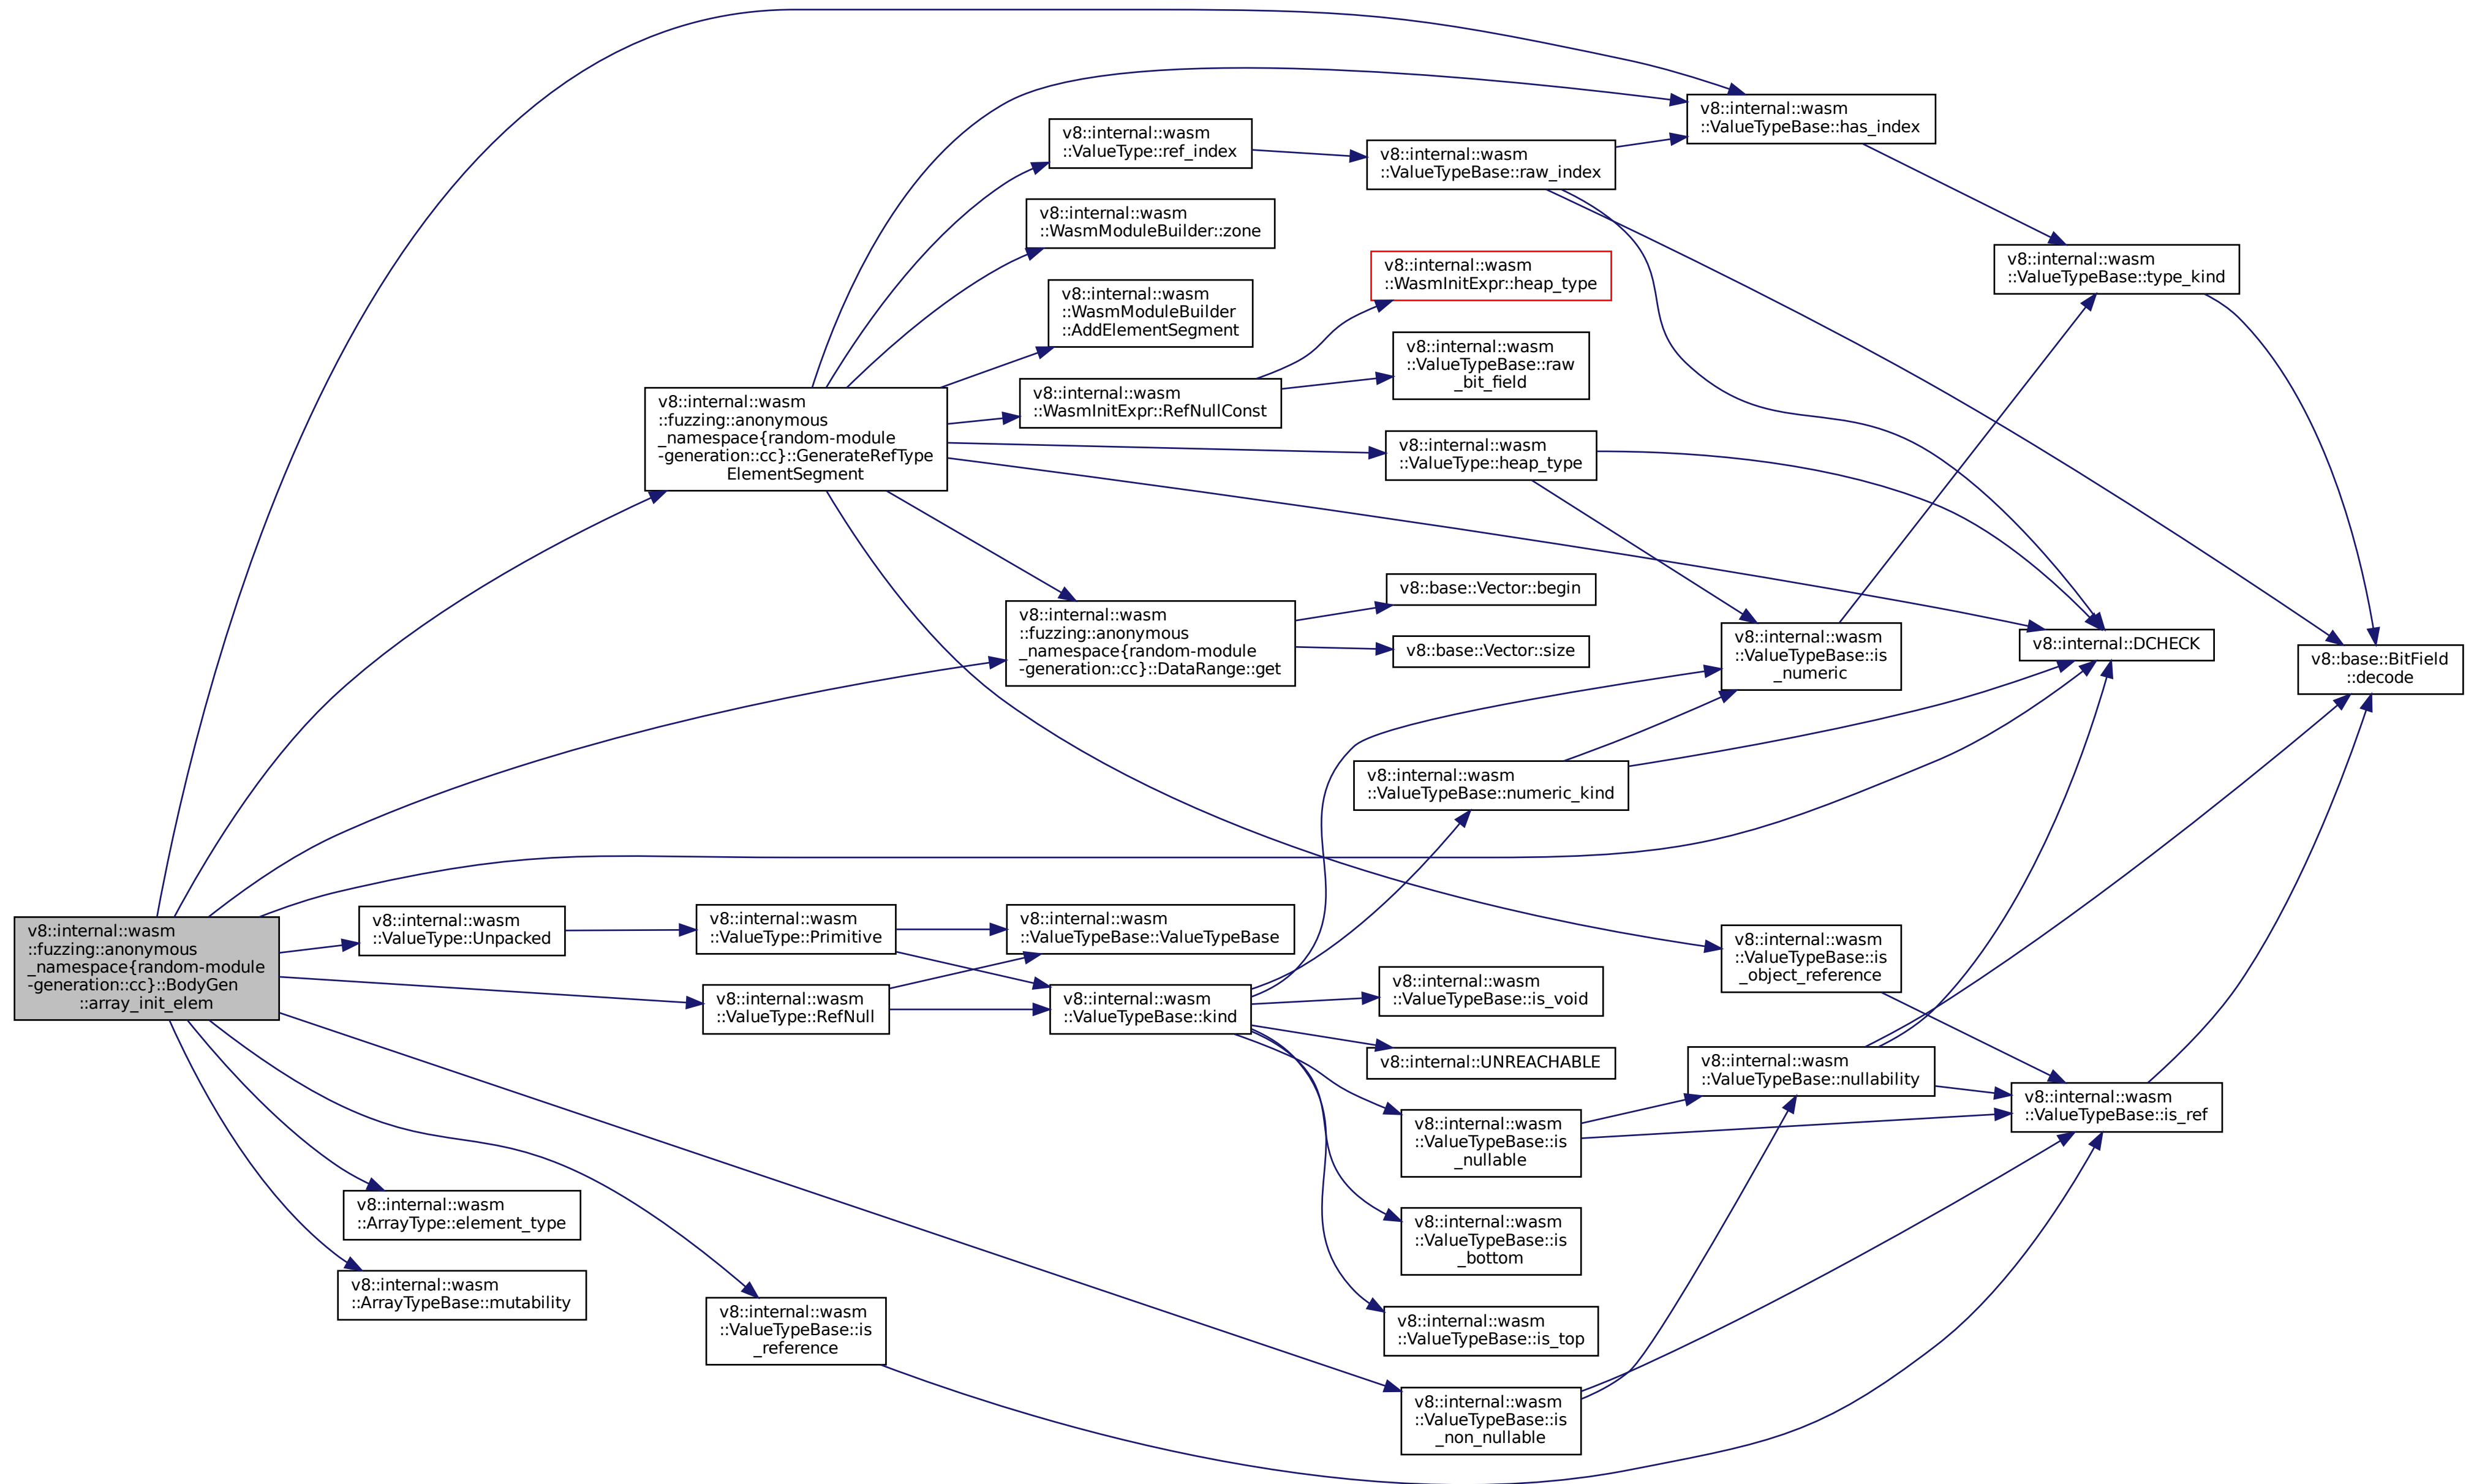 v8::internal::wasm
::fuzzing::anonymous
_namespace{random-module
-generation::cc}::BodyGen
::array_init_elem
v8::internal::wasm
::ValueType::Unpacked
v8::internal::wasm
::ArrayType::element_type
v8::internal::wasm
::ArrayTypeBase::mutability
v8::internal::wasm
::fuzzing::anonymous
_namespace{random-module
-generation::cc}::GenerateRefType
ElementSegment
v8::internal::wasm
::ValueType::Primitive
v8::internal::wasm
::ValueType::RefNull
v8::internal::wasm
::ValueTypeBase::is
_reference
v8::internal::wasm
::ValueType::ref_index
v8::internal::wasm
::WasmModuleBuilder::zone
v8::internal::wasm
::WasmModuleBuilder
::AddElementSegment
v8::internal::wasm
::WasmInitExpr::RefNullConst
v8::internal::wasm
::fuzzing::anonymous
_namespace{random-module
-generation::cc}::DataRange::get
v8::internal::wasm
::ValueTypeBase::ValueTypeBase
v8::internal::wasm
::ValueTypeBase::kind
v8::internal::wasm
::ValueTypeBase::raw_index
v8::internal::wasm
::WasmInitExpr::heap_type
v8::internal::wasm
::ValueTypeBase::raw
_bit_field
v8::internal::wasm
::ValueType::heap_type
v8::base::Vector::begin
v8::base::Vector::size
v8::internal::wasm
::ValueTypeBase::numeric_kind
v8::internal::wasm
::ValueTypeBase::is_void
v8::internal::UNREACHABLE
v8::internal::wasm
::ValueTypeBase::is
_nullable
v8::internal::wasm
::ValueTypeBase::is
_bottom
v8::internal::wasm
::ValueTypeBase::is_top
v8::internal::wasm
::ValueTypeBase::is
_non_nullable
v8::internal::wasm
::ValueTypeBase::has_index
v8::internal::wasm
::ValueTypeBase::is
_numeric
v8::internal::wasm
::ValueTypeBase::is
_object_reference
v8::internal::wasm
::ValueTypeBase::nullability
v8::internal::wasm
::ValueTypeBase::type_kind
v8::internal::DCHECK
v8::internal::wasm
::ValueTypeBase::is_ref
v8::base::BitField
::decode